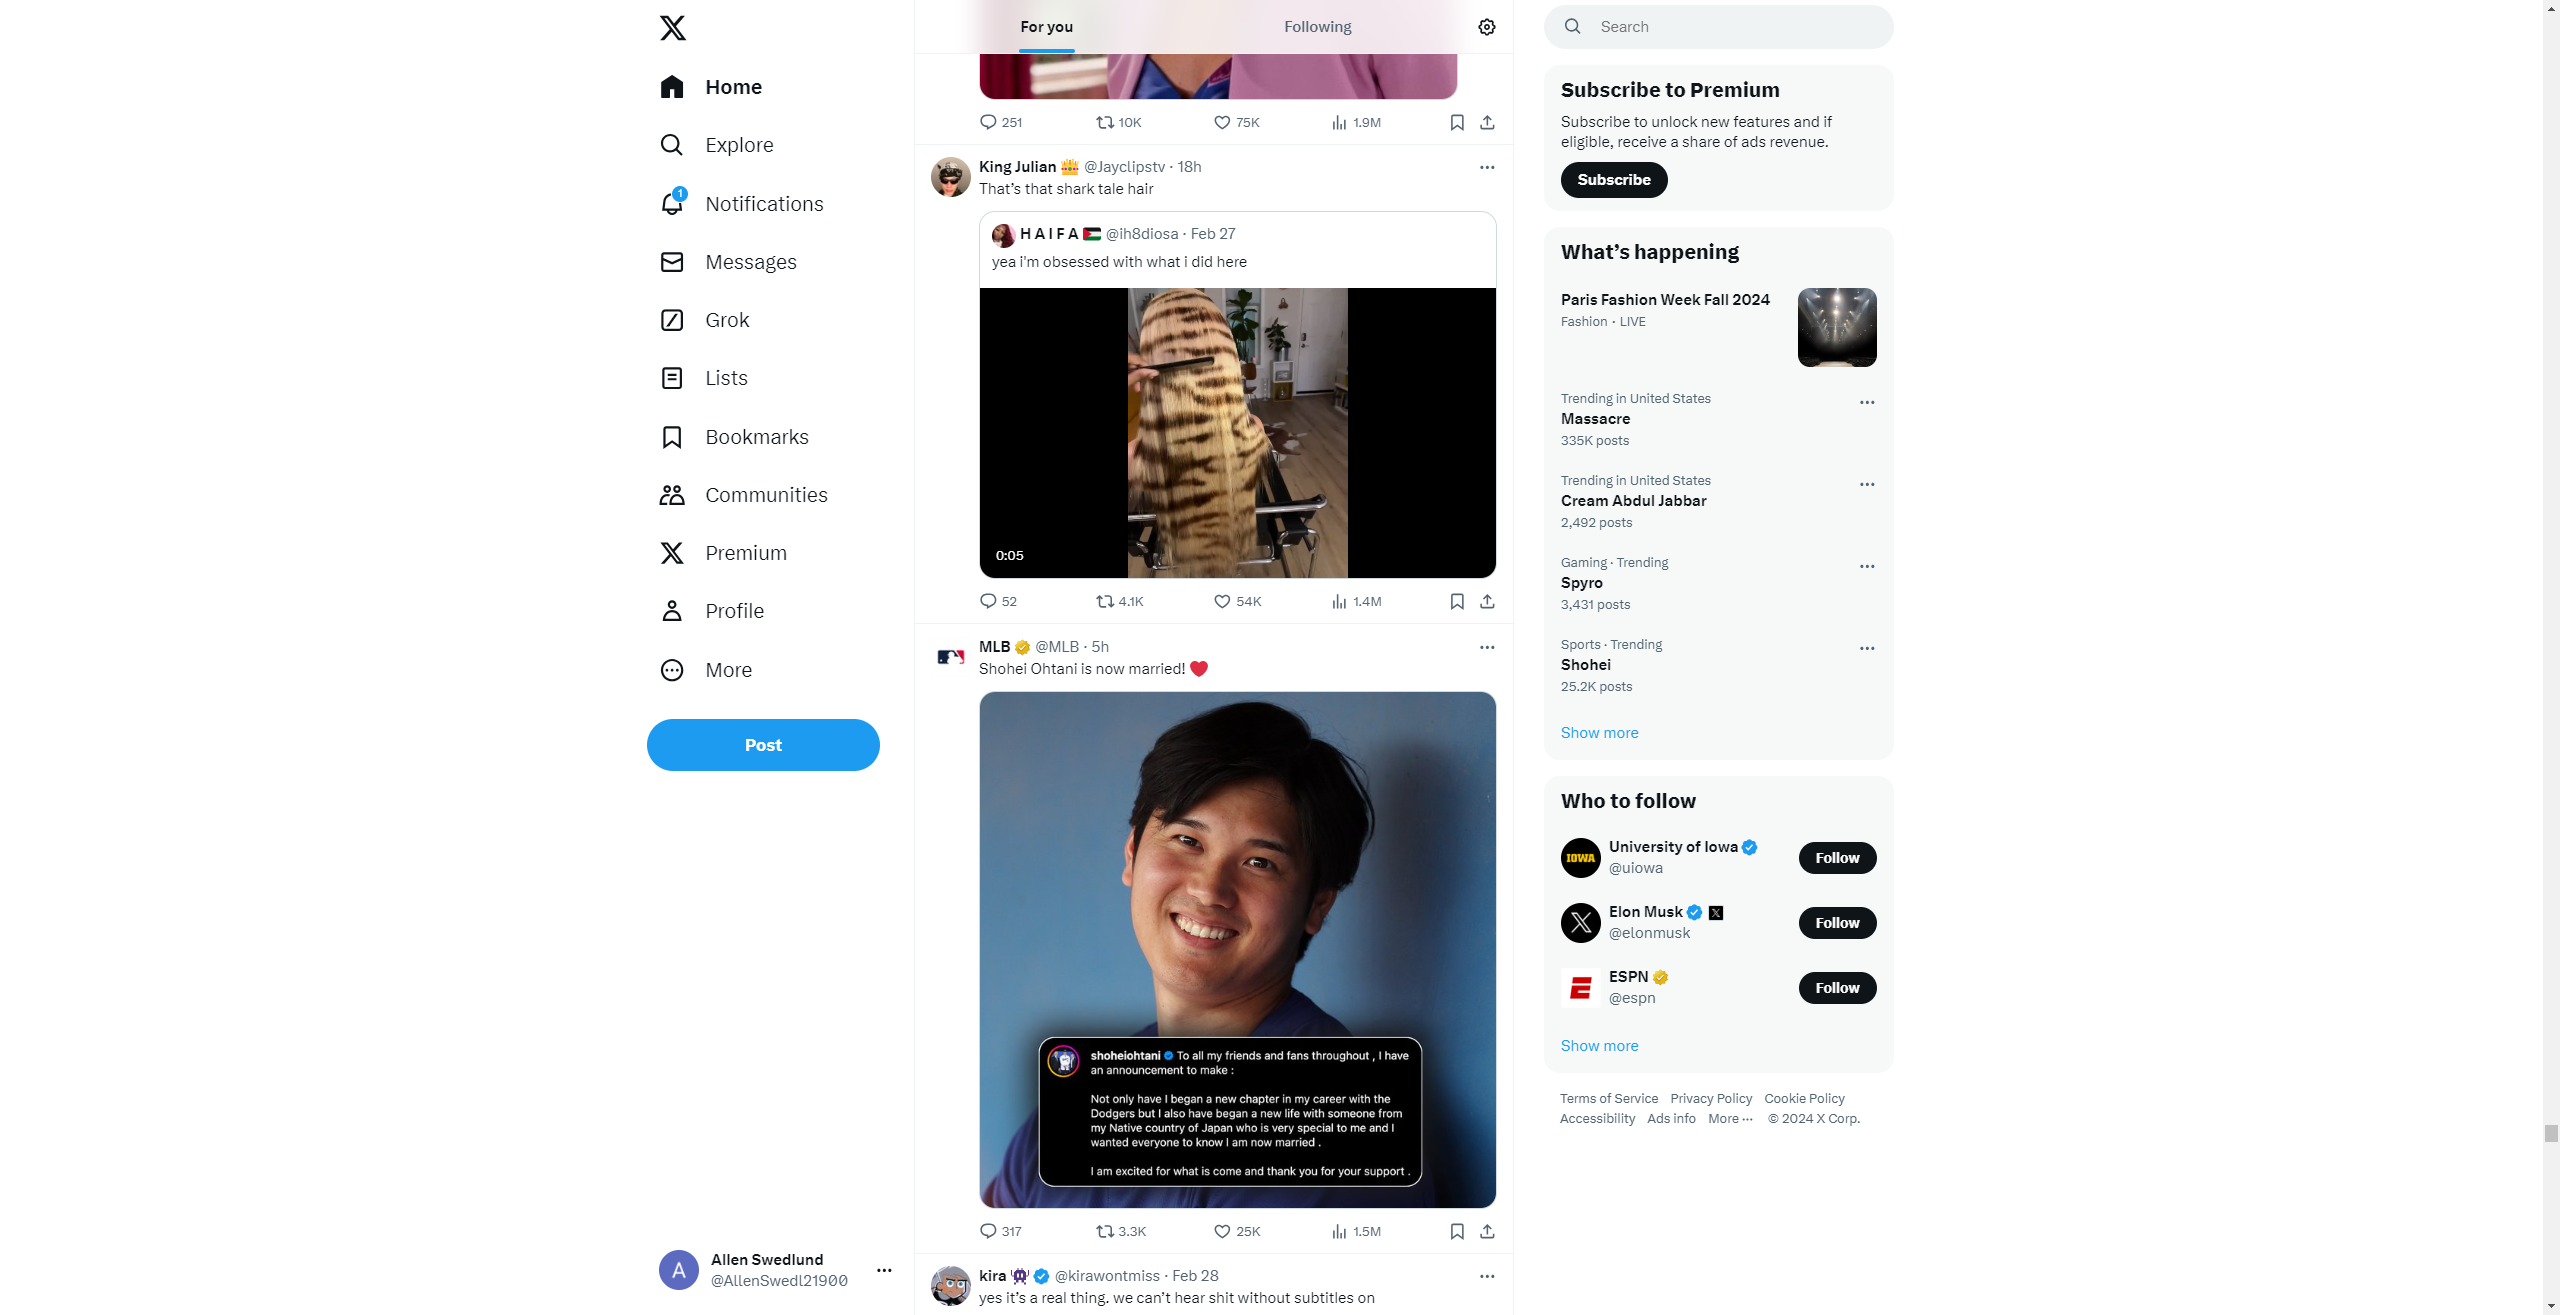 Home
Explore
1
Notifications
Messages
Grok
Lists
Bookmarks
Communities
Premium
Profile
More
Post
A
Allen Swedlund
@AllenSwedl21900
For you
Following
251 10K 75K 1.9M
King Julian @Jayclipstv · 18h
That’s that shark tale hair
H A I F A @ih8diosa · Feb 27
yea i'm obsessed with what i did here
0:05
52 4.1K 54K 1.4M
MLB @MLB · 5h
Shohei Ohtani is now married!
shoheiohtani To all my friends and fans throughout , I have
an announcement to make :
Not only have I began a new chapter in my career with the
Dodgers but I also have began a new life with someone from
my Native country of Japan who is very special to me and I
wanted everyone to know I am now married .
I am excited for what is come and thank you for your support .
317 3.3K 25K 1.5M
kira @kirawontmiss · Feb 28
yes it’s a real thing. we can’t hear shit without subtitles on
Search
Subscribe to Premium
Subscribe to unlock new features and if
eligible, receive a share of ads revenue.
Subscribe
What’s happening
Paris Fashion Week Fall 2024
Fashion · LIVE
Trending in United States
Massacre
335K posts
Trending in United States
Cream Abdul Jabbar
2,492 posts
Gaming · Trending
Spyro
3,431 posts
Sports · Trending
Shohei
25.2K posts
Show more
Who to follow
IOWA
University of Iowa
@uiowa
Follow
Elon Musk
@elonmusk
Follow
ESPN
@espn
Follow
Show more
Terms of Service Privacy Policy Cookie Policy
Accessibility Ads info More ··· © 2024 X Corp.